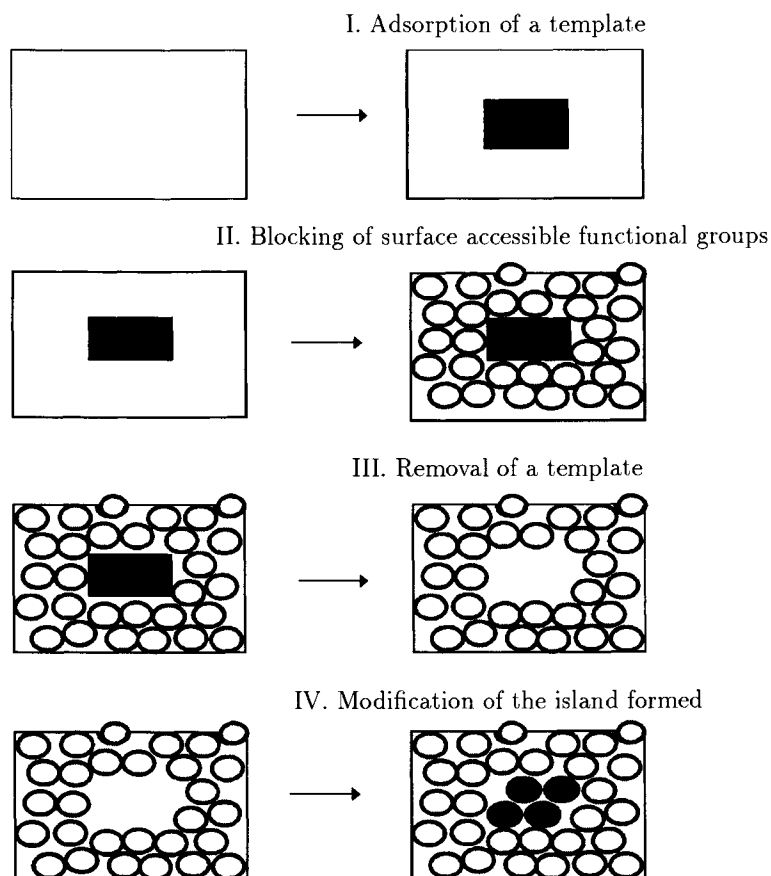 I. Adsorption of a template
II. Blocking of surface accessible functional groups
III. Removal of a template
IV. Modification of the island formed